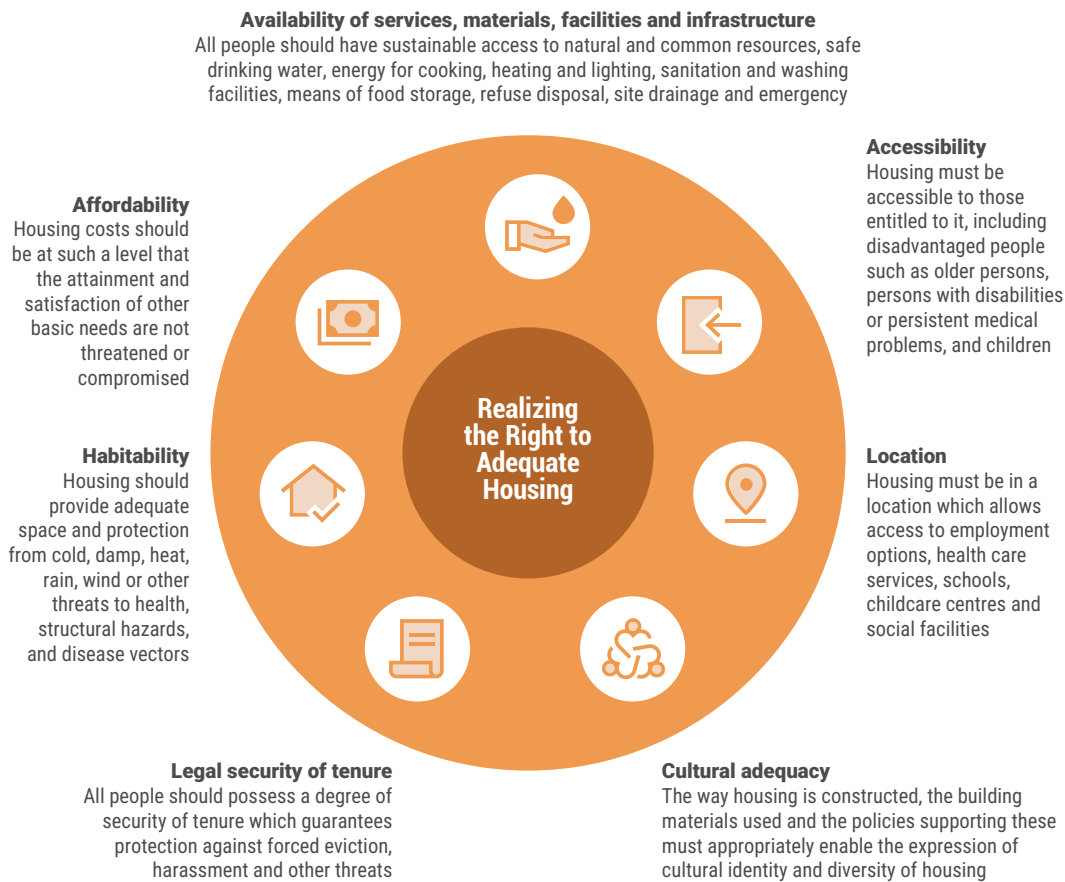 Availability of services, materials, facilities and infrastructure
All people should have sustainable access to natural and common resources, safe
drinking water, energy for cooking, heating and lighting, sanitation and washing
facilities, means of food storage, refuse disposal, site drainage and emergency
Accessibility
Housing must be
accessible to those
entitled to it, including
disadvantaged people
such as older persons,
persons with disabilities
or persistent medical
problems, and children
Affordability
Housing costs should
be at such a level that
the attainment and
satisfaction of other
basic needs are not
threatened or
compromised
Realizing
the Right to
Adequate
Housing
Habitability
Housing should
provide adequate
space and protection
from cold, damp, heat,
rain, wind or other
threats to health,
structural hazards,
and disease vectors
Location
Housing must be in a
location which allows
access to employment
options, health care
services, schools,
childcare centres and
social facilities
Legal security of tenure
All people should possess a degree of
security of tenure which guarantees
protection against forced eviction,
harassment and other threats
Cultural adequacy
The way housing is constructed, the building
materials used and the policies supporting these
must appropriately enable the expression of
cultural identity and diversity of housing